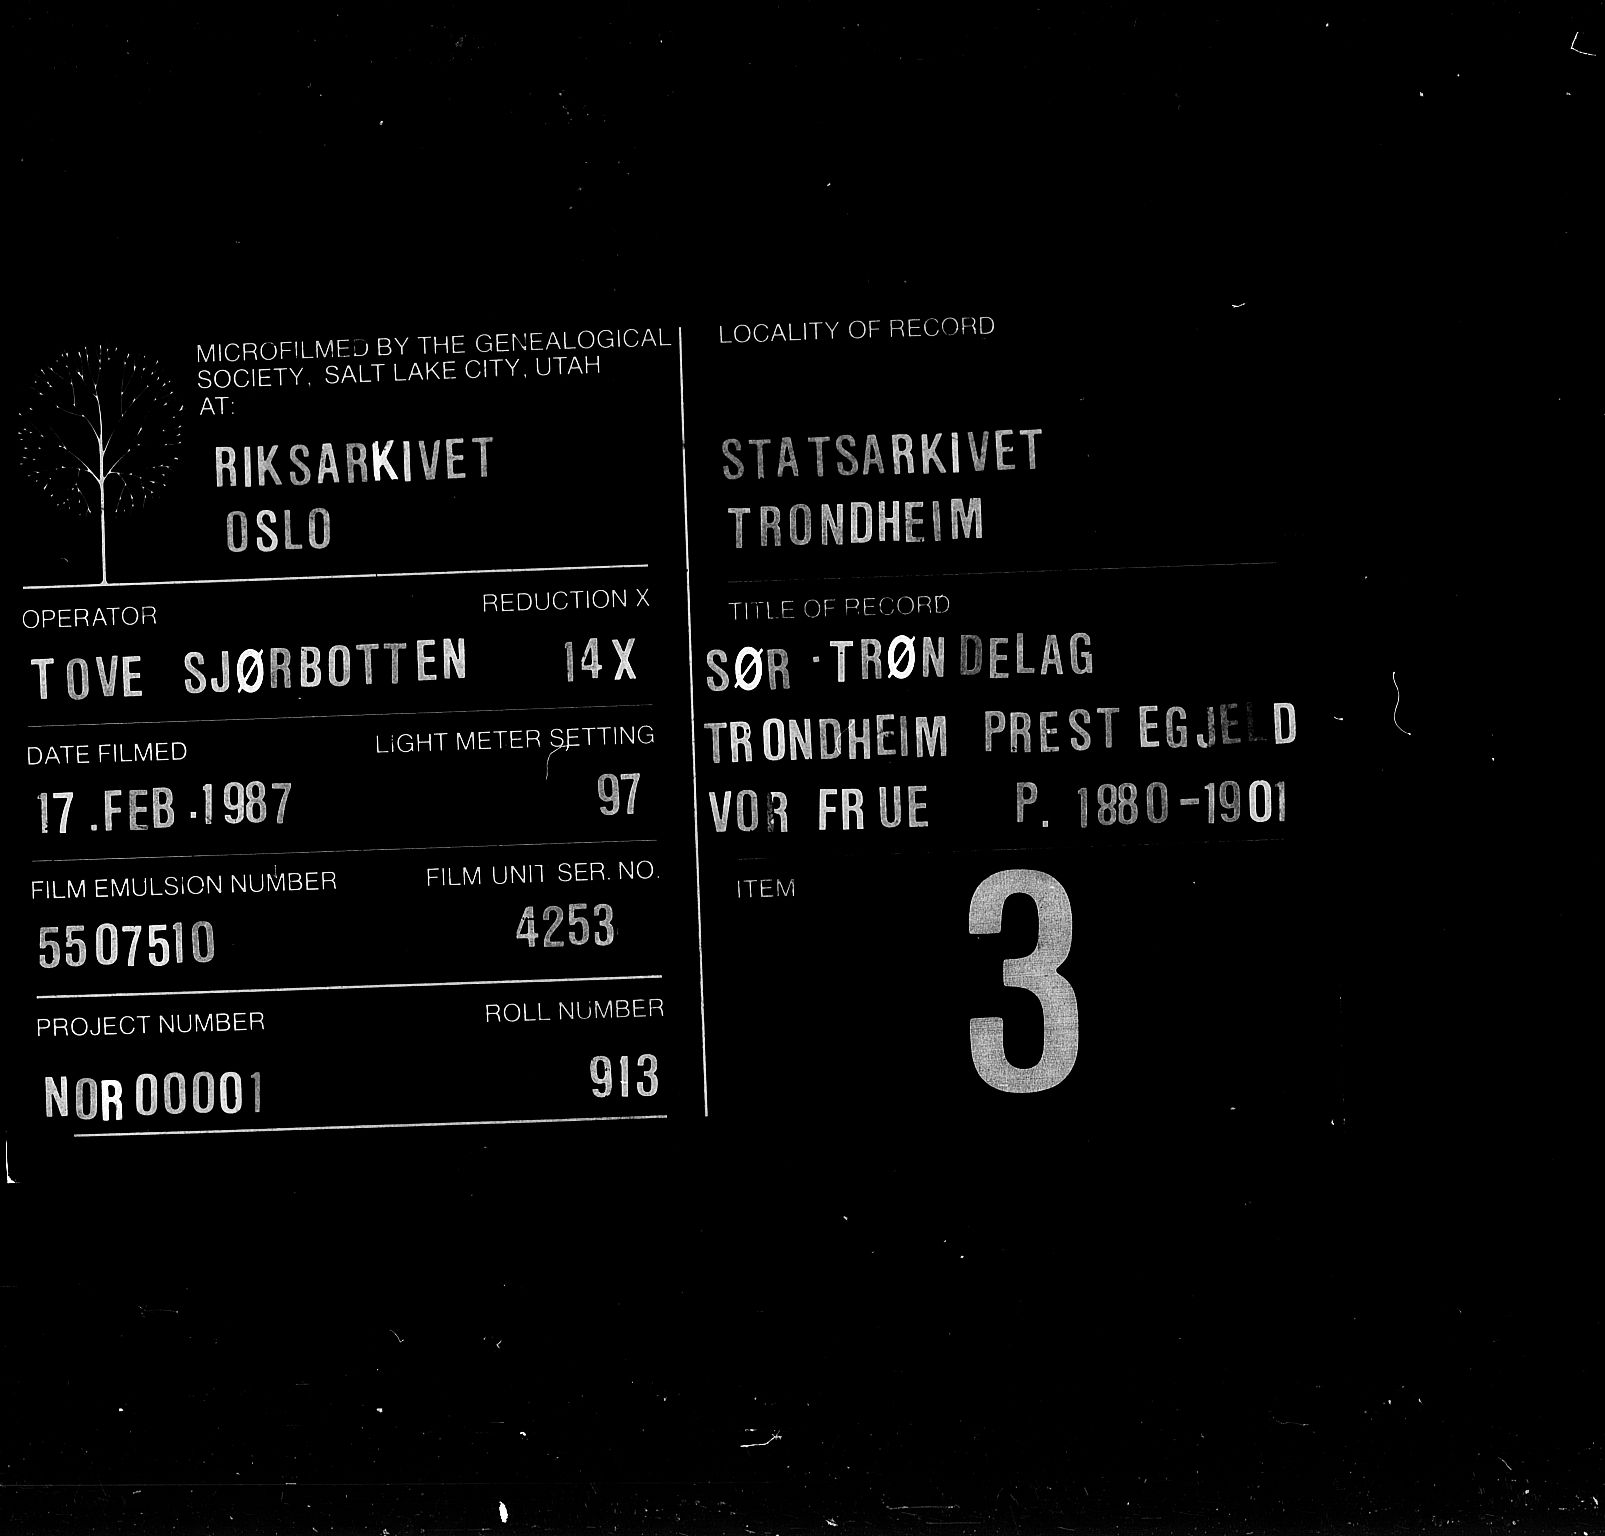 MICROFILMED BY THE GENEALOGICAL
SOCIETY, SALT LAKE CITY, UTAH
AT:
RIKSARKIVET
OSLO
OPERATOR REDUCTION X
TOVE SJØRBOTTEN 14X
DATE FILMED LIGHT METER SETTING
17.FEB.1987 97
FILM EMULSION NUMBER FILM UNIT SER. NO.
5507510 4253
PROJECT NUMBER ROLL NUMBER
NOR00001 913
LOCALITY OF RECORD
STATSARKIVET
TRONDHEIM
TITLE OF RECORD
SØR-TRØNDELAG
TRONDHEIM PRESTEGJELD
VOR FRUE P. 1880-1901
ITEM
3